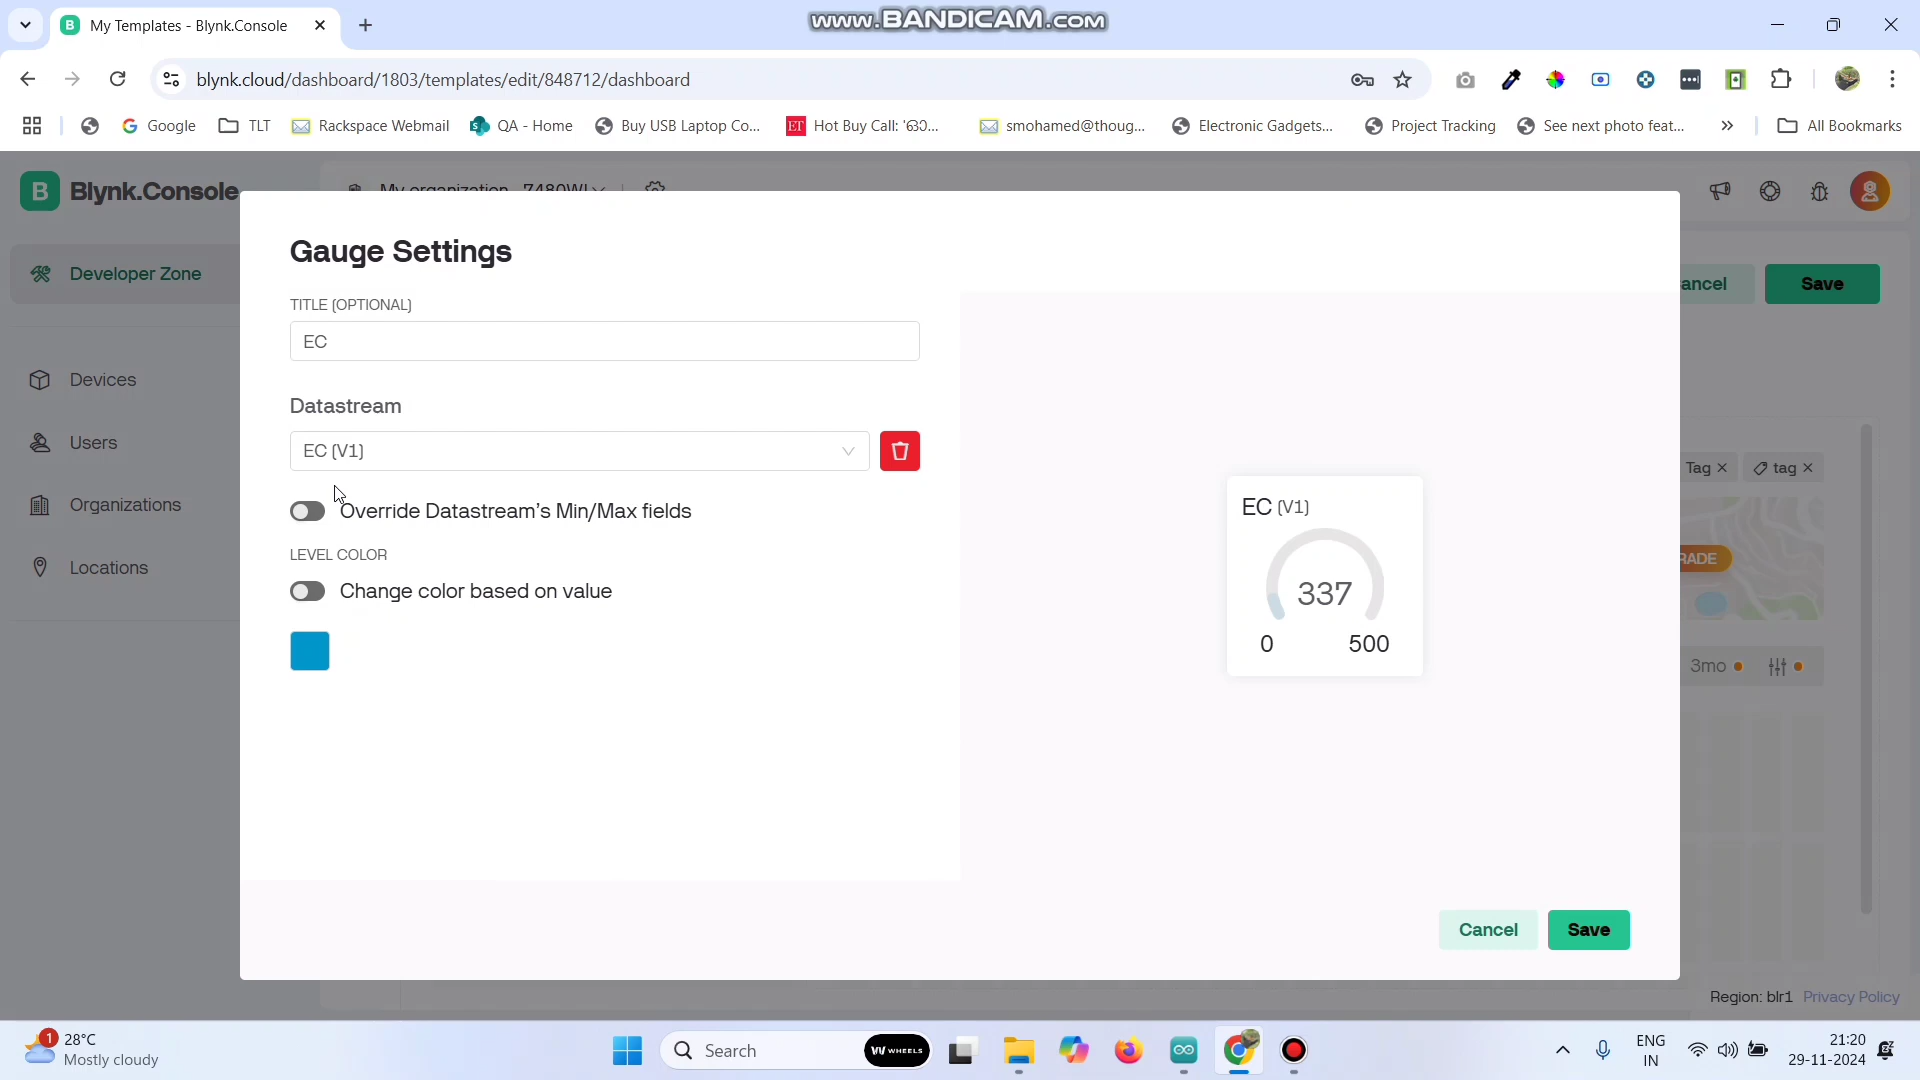 My Templates - Blynk.Console
www.BANDICAM.com
blynk.cloud/dashboard/1803/templates/edit/848712/dashboard
Google
TLT
Rackspace Webmail
QA - Home
Buy USB Laptop Co...
ET
Hot Buy Call: '630...
smohamed@thoug...
Electronic Gadgets...
Project Tracking
See next photo feat...
All Bookmarks
B Blynk.Console
My organization - 7480WI
Gauge Settings
Developer Zone
Devices
Users
Organizations
Locations
TITLE (OPTIONAL)
EC
Datastream
EC (V1)
Override Datastream's Min/Max fields
LEVEL COLOR
Change color based on value
EC (V1)
337
0 500
ancel
Save
Tag
tag
RADE
3mo
Cancel
Save
Region: blr1 Privacy Policy
1
28°C
Mostly cloudy
Search
WHEELS
ENG
IN
21:20
29-11-2024